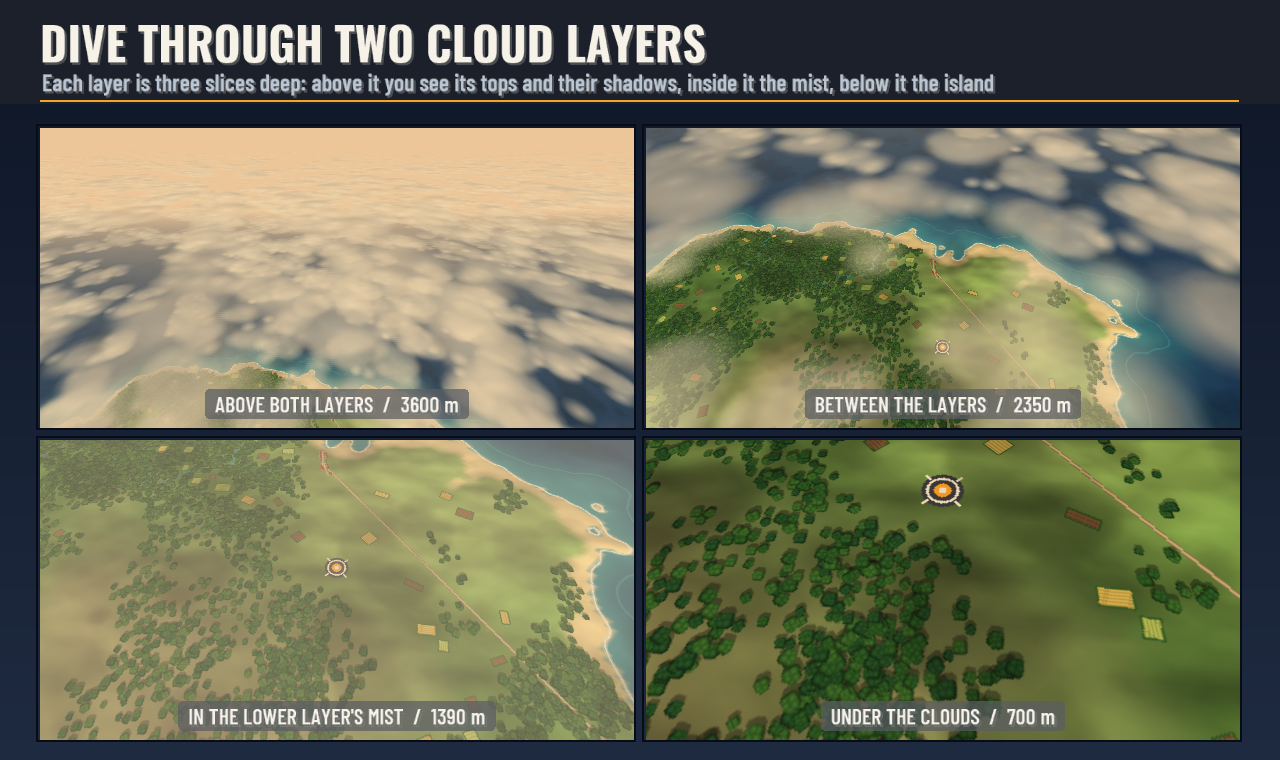 DIVE THROUGH TWO CLOUD LAYERS
Each layer is three slices deep: above it you see its tops and their shadows, inside it the mist, below it the island
ABOVE BOTH LAYERS / 3600 m
BETWEEN THE LAYERS / 2350 m
IN THE LOWER LAYER'S MIST / 1390 m
UNDER THE CLOUDS / 700 m